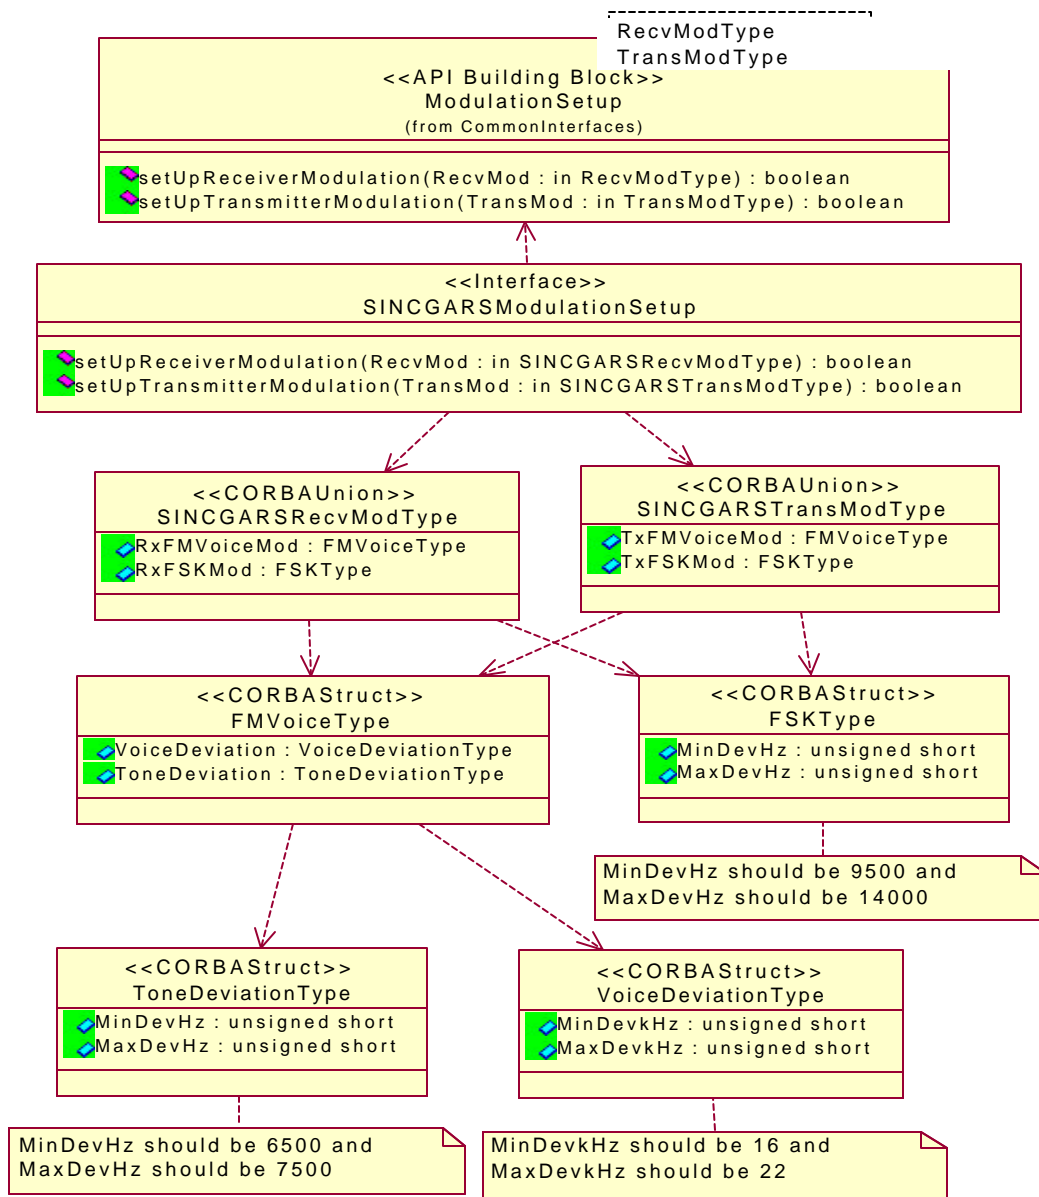 RecvModType
TransModType
<<API Building Block>>
ModulationSetup
(from CommonInterfaces)
setUpReceiverModulation(RecvMod : in RecvModType) : boolean
setUpTransmitterModulation(TransMod : in TransModType) : boolean
<<Interface>>
SINCGARSModulationSetup
setUpReceiverModulation(RecvMod : in SINCGARSRecvModType) : boolean
setUpTransmitterModulation(TransMod : in SINCGARSTransModType) : boolean
<<CORBAUnion>>
SINCGARSRecvModType
RxFMVoiceMod : FMVoiceType
RxFSKMod : FSKType
<<CORBAUnion>>
SINCGARSTransModType
TxFMVoiceMod : FMVoiceType
TxFSKMod : FSKType
<<CORBAStruct>>
FMVoiceType
VoiceDeviation : VoiceDeviationType
ToneDeviation : ToneDeviationType
<<CORBAStruct>>
FSKType
MinDevHz : unsigned short
MaxDevHz : unsigned short
MinDevHz should be 9500 and
MaxDevHz should be 14000
<<CORBAStruct>>
ToneDeviationType
MinDevHz : unsigned short
MaxDevHz : unsigned short
<<CORBAStruct>>
VoiceDeviationType
MinDevkHz : unsigned short
MaxDevkHz : unsigned short
MinDevHz should be 6500 and
MaxDevHz should be 7500
MinDevkHz should be 16 and
MaxDevkHz should be 22